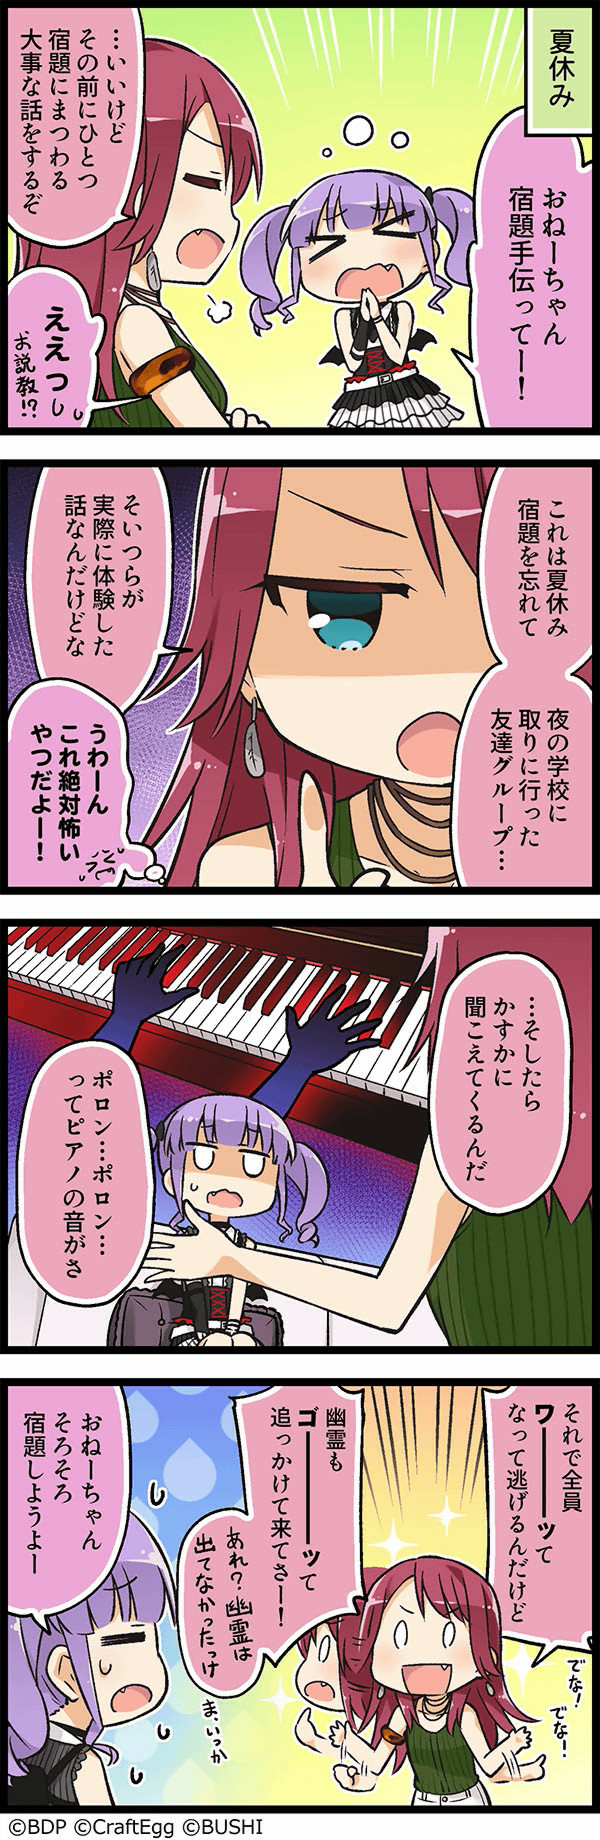 夏休み
おねーちゃん
宿題手伝ってー！
…いいけど
その前にひとつ
宿題にまつわる
大事な話をするぞ
ええっ
お説教!?
これは夏休み
宿題を忘れて
夜の学校に
取りに行った
友達グループ…
そいつらが
実際に体験した
話なんだけどな
うわーん
これ絶対怖い
やつだよー！
…そしたら
かすかに
聞こえてくるんだ
ポロン…ポロン…
ってピアノの音がさ
それで全員
ワーーーッて
なって逃げるんだけど
幽霊も
ゴーーーッて
追っかけて来てさー！
あれ？幽霊は
出てなかったっけ
ま、いっか
でな！
でな！
おねーちゃん
そろそろ
宿題しようよー
©BDP ©CraftEgg ©BUSHI